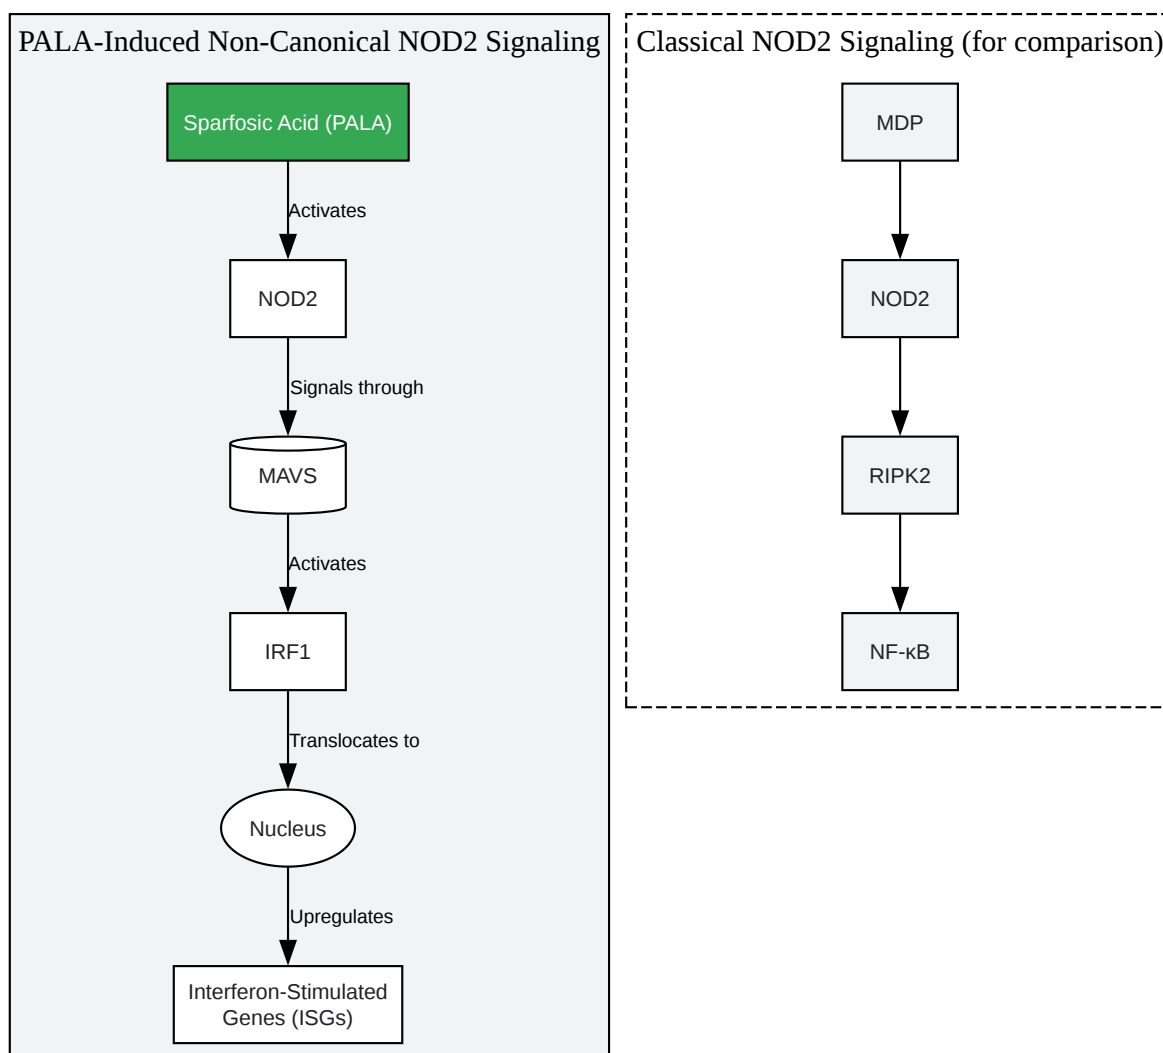 PALA-Induced Non-Canonical NOD2 Signaling
Sparfosic Acid (PALA)
Activates
NOD2
Signals through
MAVS
Activates
IRF1
Translocates to
Nucleus
Upregulates
Interferon-Stimulated
Genes (ISGs)
Classical NOD2 Signaling (for comparison)
MDP
NOD2
RIPK2
NF-κB